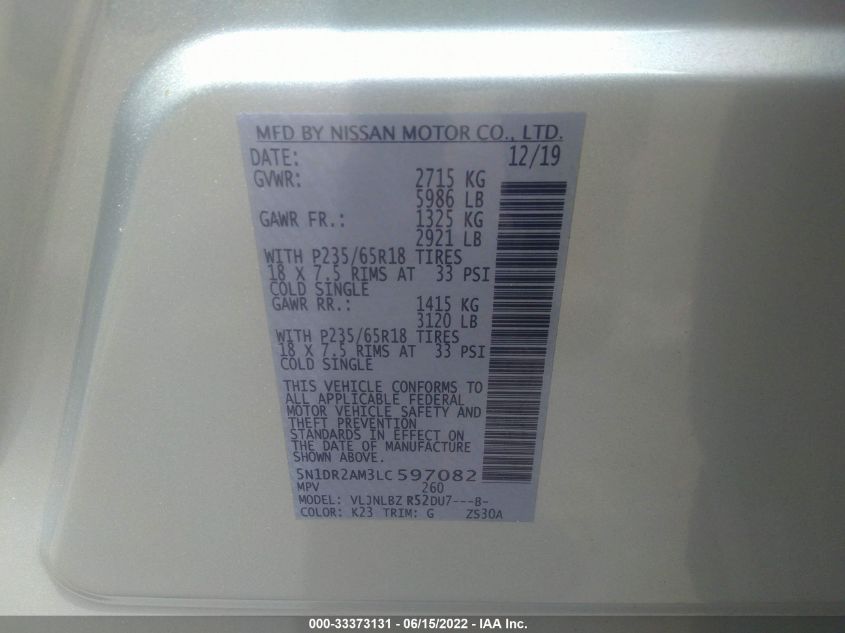 MFD BY NISSAN MOTOR CO., LTD.
DATE: 12/19
GVWR: 2715 KG
5986 LB
GAWR FR.: 1325 KG
2921 LB
WITH P235/65R18 TIRES
18 X 7.5 RIMS AT 33 PSI
COLD SINGLE
GAWR RR.: 1415 KG
3120 LB
WITH P235/65R18 TIRES
18 X 7.5 RIMS AT 33 PSI
COLD SINGLE
THIS VEHICLE CONFORMS TO
ALL APPLICABLE FEDERAL
MOTOR VEHICLE SAFETY AND
THEFT PREVENTION
STANDARDS IN EFFECT ON
THE DATE OF MANUFACTURE
SHOWN ABOVE.
5N1DR2AM3LC597082
MPV 260
MODEL: VLJNLBZ R52DU7---B-
COLOR: K23 TRIM: G ZS30A
000-33373131 - 06/15/2022 - IAA Inc.